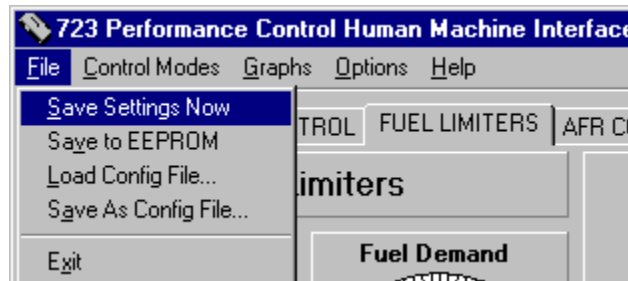 723 Performance Control Human Machine Interface
File Control Modes Graphs Options Help
Save Settings Now
Save to EEPROM
Load Config File...
Save As Config File...
Exit
TROL FUEL LIMITERS AFR C
imiters
Fuel Demand